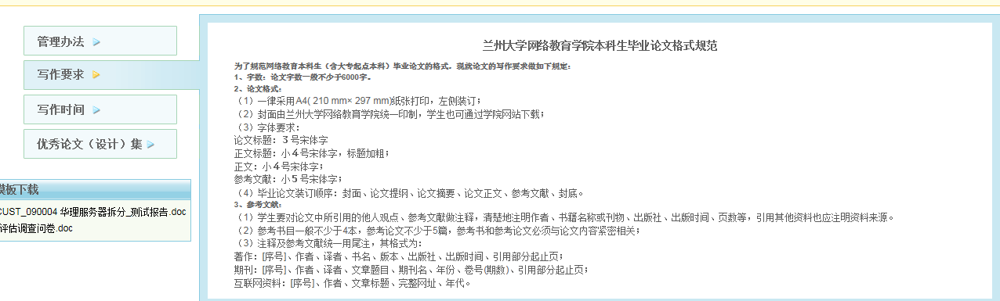 管理办法
写作要求
写作时间
优秀论文（设计）集
模板下载
CUST_090004 华理服务器拆分_测试报告.doc
评估调查问卷.doc
兰州大学网络教育学院本科生毕业论文格式规范
为了规范网络教育本科生（含大专起点本科）毕业论文的格式。现就论文的写作要求做如下规定：
1、字数：论文字数一般不少于6000字。
2、论文格式：
（1）一律采用A4( 210 mm× 297 mm)纸张打印，左侧装订；
（2）封面由兰州大学网络教育学院统一印制，学生也可通过学院网站下载；
（3）字体要求：
论文标题：３号宋体字
正文标题：小４号宋体字，标题加粗；
正文：小４号宋体字；
参考文献：小５号宋体字；
（4）毕业论文装订顺序：封面、论文提纲、论文摘要、论文正文、参考文献、封底。
3、参考文献：
（1）学生要对论文中所引用的他人观点、参考文献做注释，清楚地注明作者、书籍名称或刊物、出版社、出版时间、页数等，引用其他资料也应注明资料来源。
（2）参考书目一般不少于4本，参考论文不少于5篇，参考书和参考论文必须与论文内容紧密相关；
（3）注释及参考文献统一用尾注，其格式为：
著作：[序号]、作者、译者、书名、版本、出版社、出版时间、引用部分起止页；
期刊：[序号]、作者、译者、文章题目、期刊名、年份、卷号(期数)、引用部分起止页；
互联网资料：[序号]、作者、文章标题、完整网址、年代。